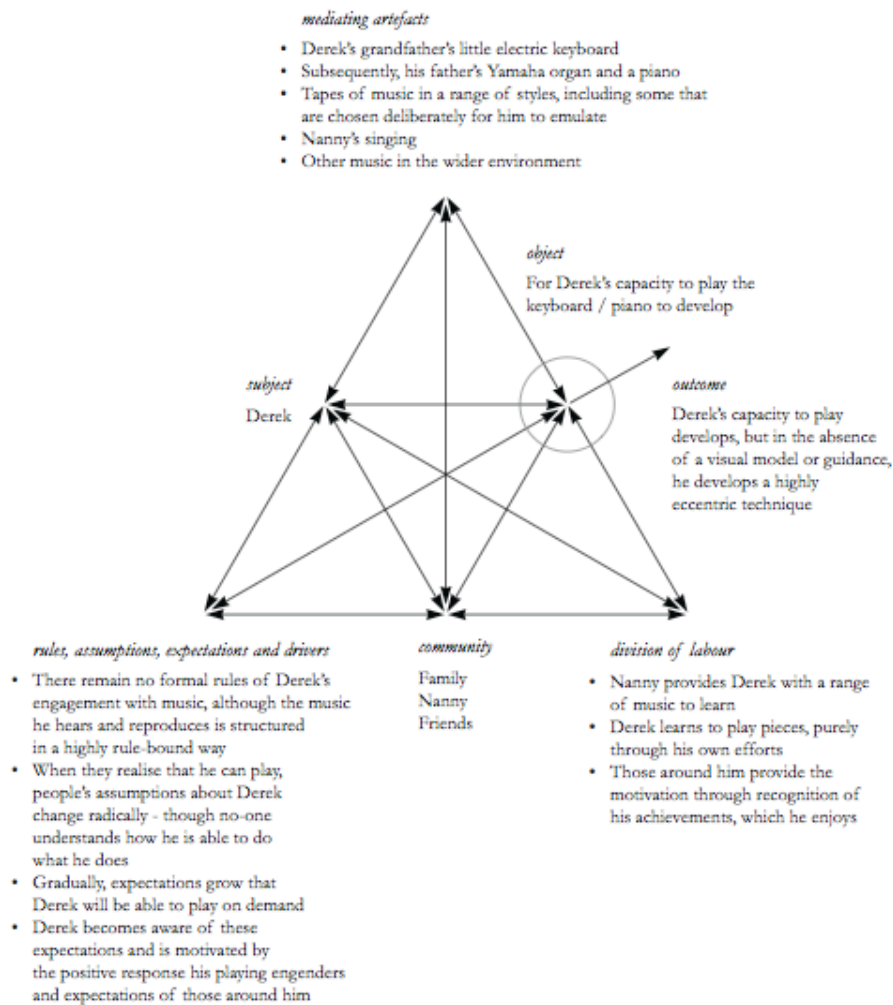 mediating artefacts
• Derek's grandfather's little electric keyboard
• Subsequently, his father's Yamaha organ and a piano
• Tapes of music in a range of styles, including some that
are chosen deliberately for him to emulate
• Nanny's singing
• Other music in the wider environment
object
For Derek's capacity to play the
keyboard / piano to develop
subject
Derek
outcome
Derek's capacity to play
develops, but in the absence
of a visual model or guidance,
he develops a highly
eccentric technique
rules, assumptions, expectations and drivers
• There remain no formal rules of Derek's
engagement with music, although the music
he hears and reproduces is structured
in a highly rule-bound way
• When they realise that he can play,
people's assumptions about Derek
change radically - though no-one
understands how he is able to do
what he does
• Gradually, expectations grow that
Derek will be able to play on demand
• Derek becomes aware of these
expectations and is motivated by
the positive response his playing engenders
and expectations of those around him
community
Family
Nanny
Friends
division of labour
• Nanny provides Derek with a range
of music to learn
• Derek learns to play pieces, purely
through his own efforts
• Those around him provide the
motivation through recognition of
his achievements, which he enjoys